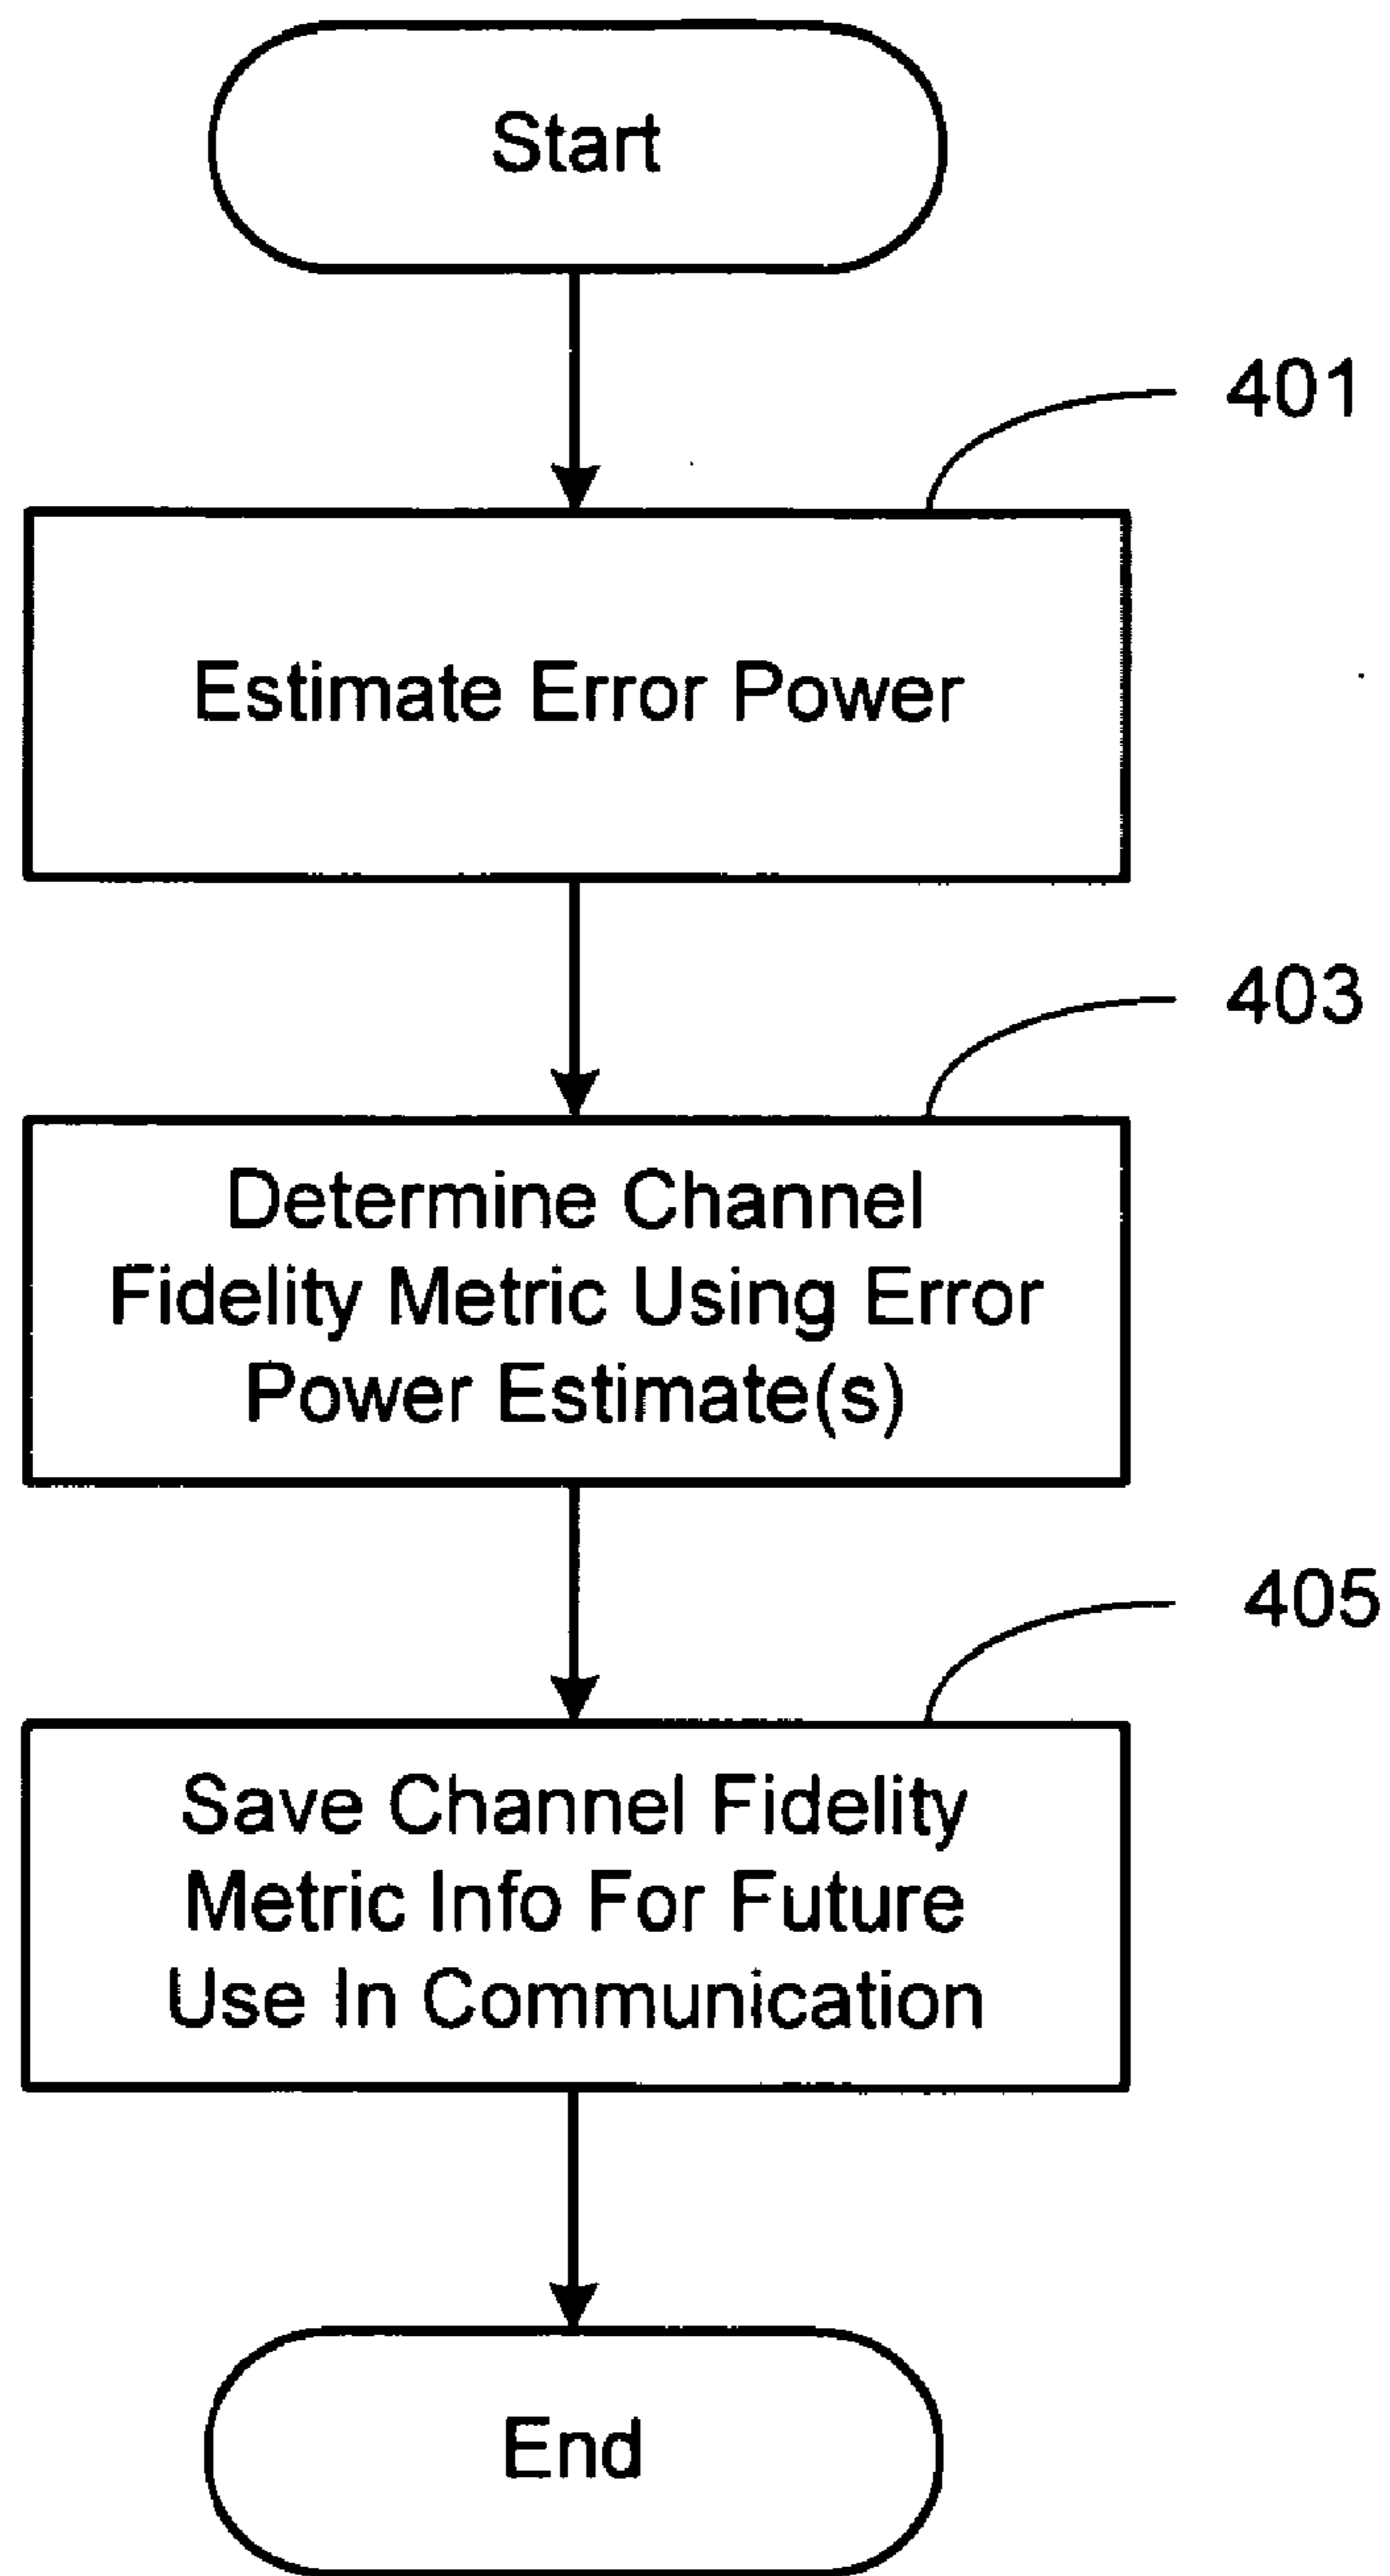 Start
401
Estimate Error Power
403
Determine Channel
Fidelity Metric Using Error
Power Estimate(s)
405
Save Channel Fidelity
Metric Info For Future
Use In Communication
End